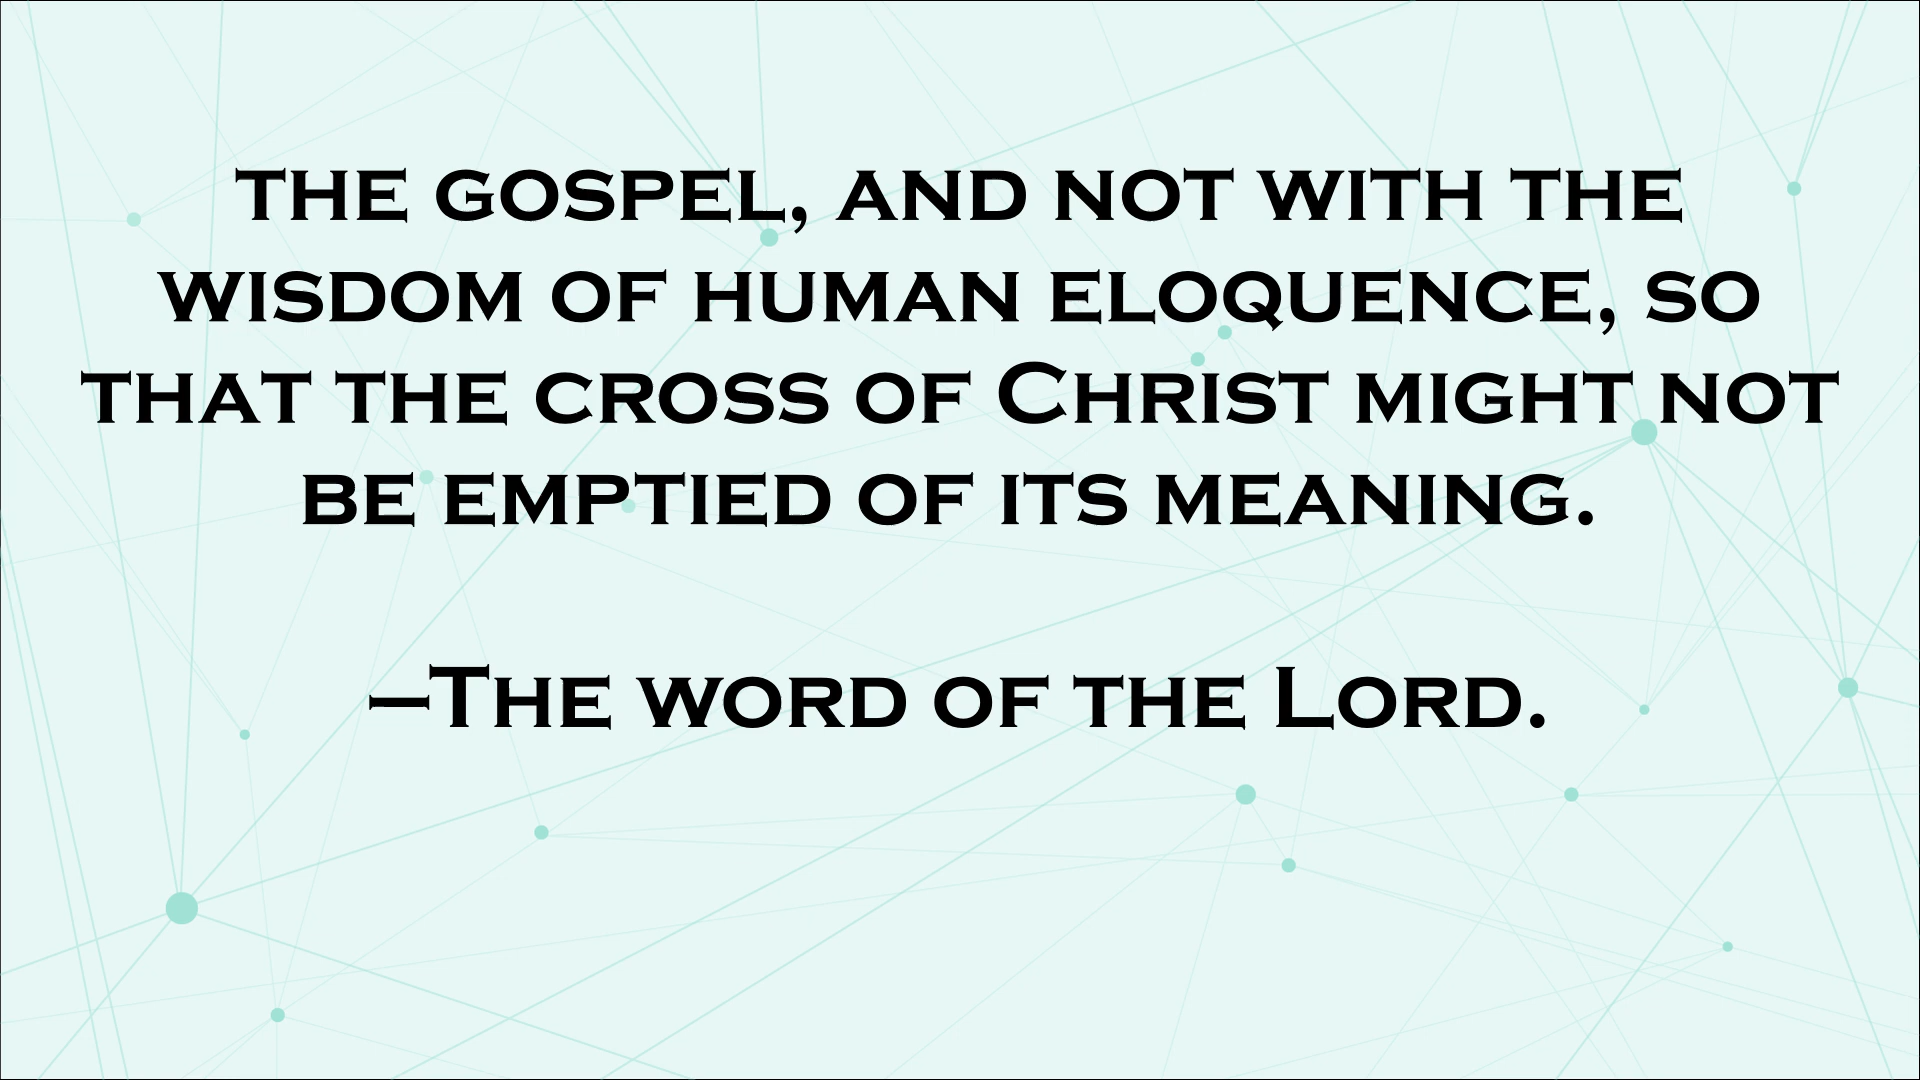 the gospel, and not with the
wisdom of human eloquence, so
that the cross of Christ might not
be emptied of its meaning.
—The word of the Lord.